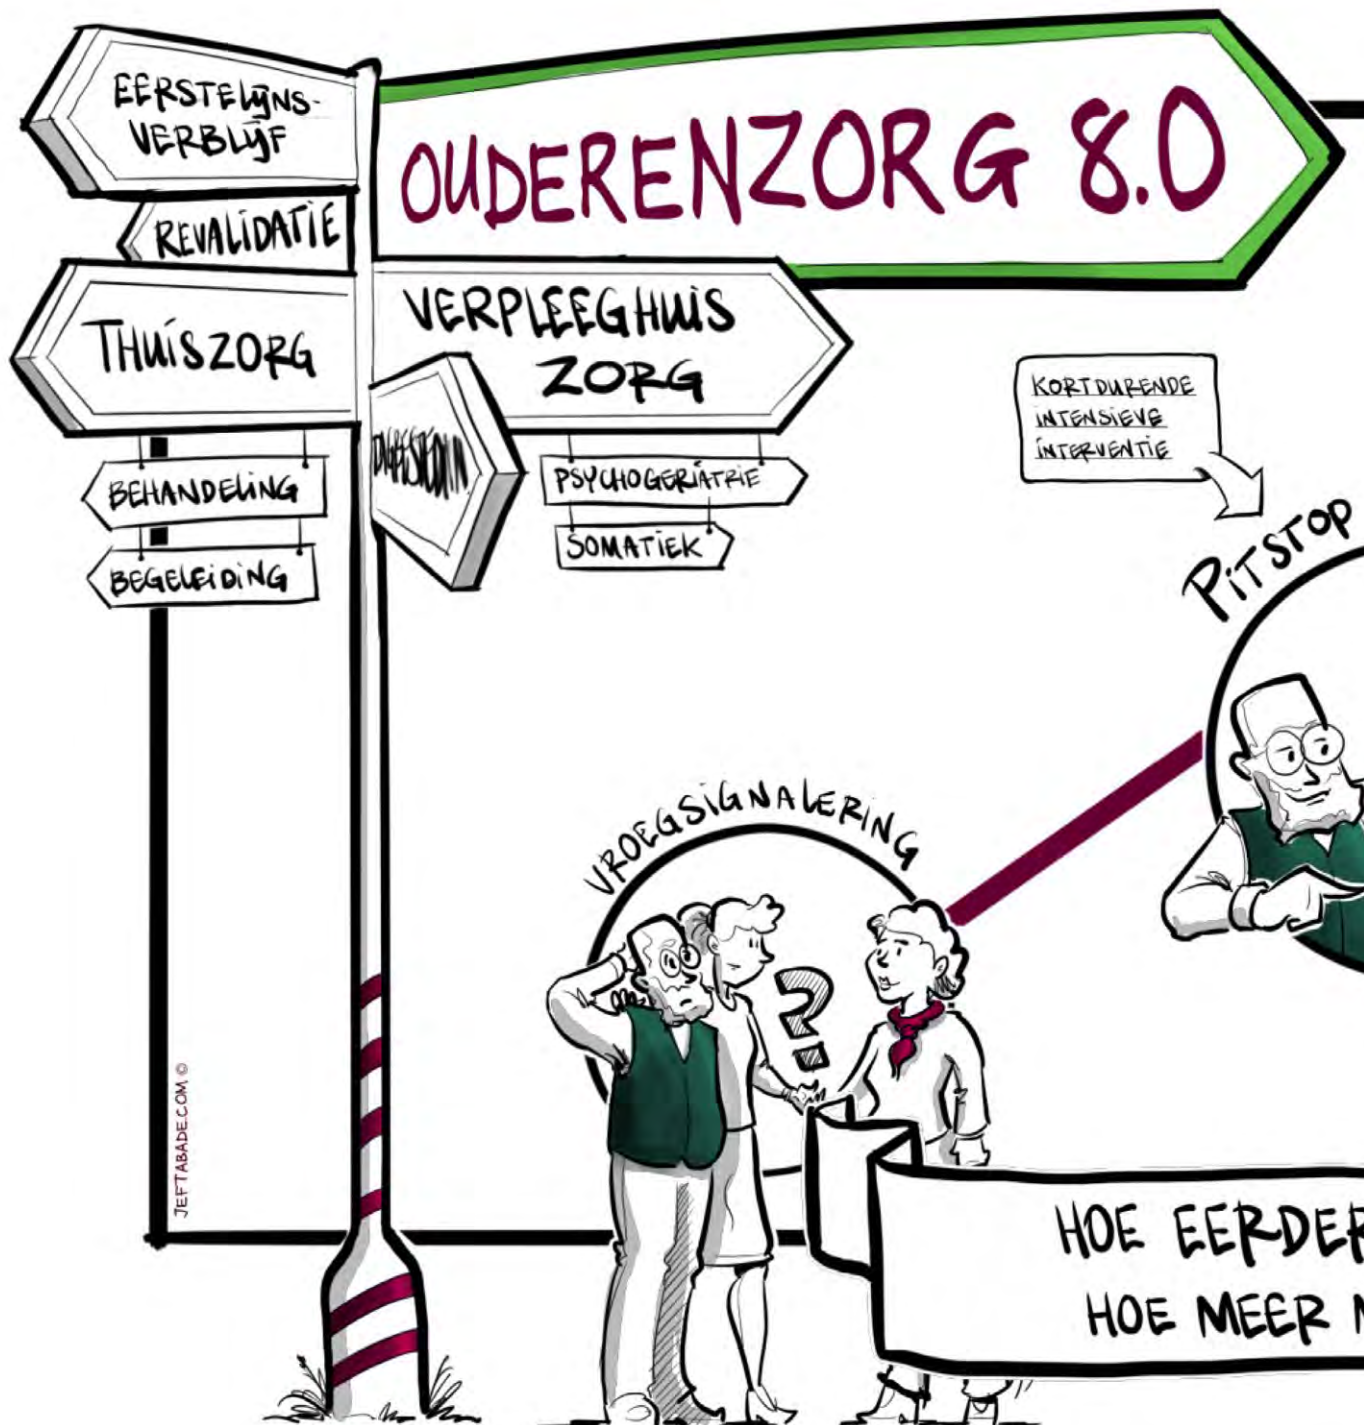 EERSTELIJNS-
VERBLIJF
OUDERENZORG 8.0
REVALIDATIE
THUISZORG
VERPLEEGHUIS
ZORG
BEHANDELING
BEGELEIDING
PSYCHOGERIATRIE
SOMATIEK
KORTDURENDE
INTENSIEVE
INTERVENTIE
PITSTOP
VROEGSIGNALERING
?
HOE EERDER
HOE MEER
JEFTABADE.COM ©